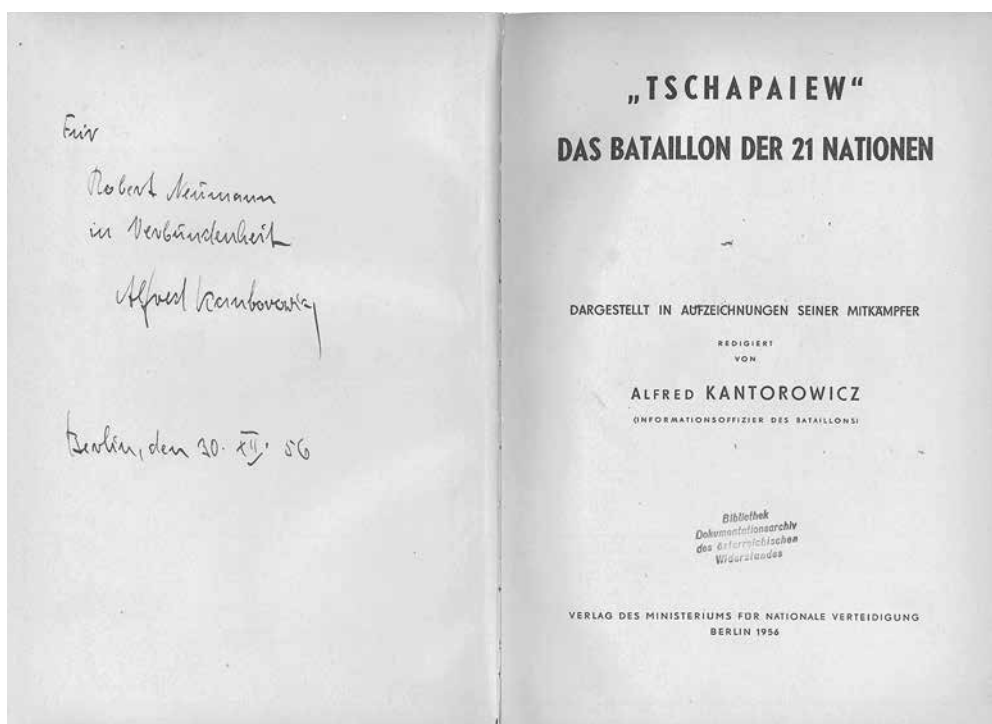 Für
Robert Neumann
in Verbundenheit
Alfred Kantorowicz
Berlin, den 30. XII. 56
„TSCHAPAIEW“
DAS BATAILLON DER 21 NATIONEN
DARGESTELLT IN AUFZEICHNUNGEN SEINER MITKÄMPFER
REDIGIERT
VON
ALFRED KANTOROWICZ
(INFORMATIONSOFFIZIER DES BATAILLONS)
Bibliothek
Dokumentationsarchiv
des österreichischen
Widerstandes
VERLAG DES MINISTERIUMS FÜR NATIONALE VERTEIDIGUNG
BERLIN 1956